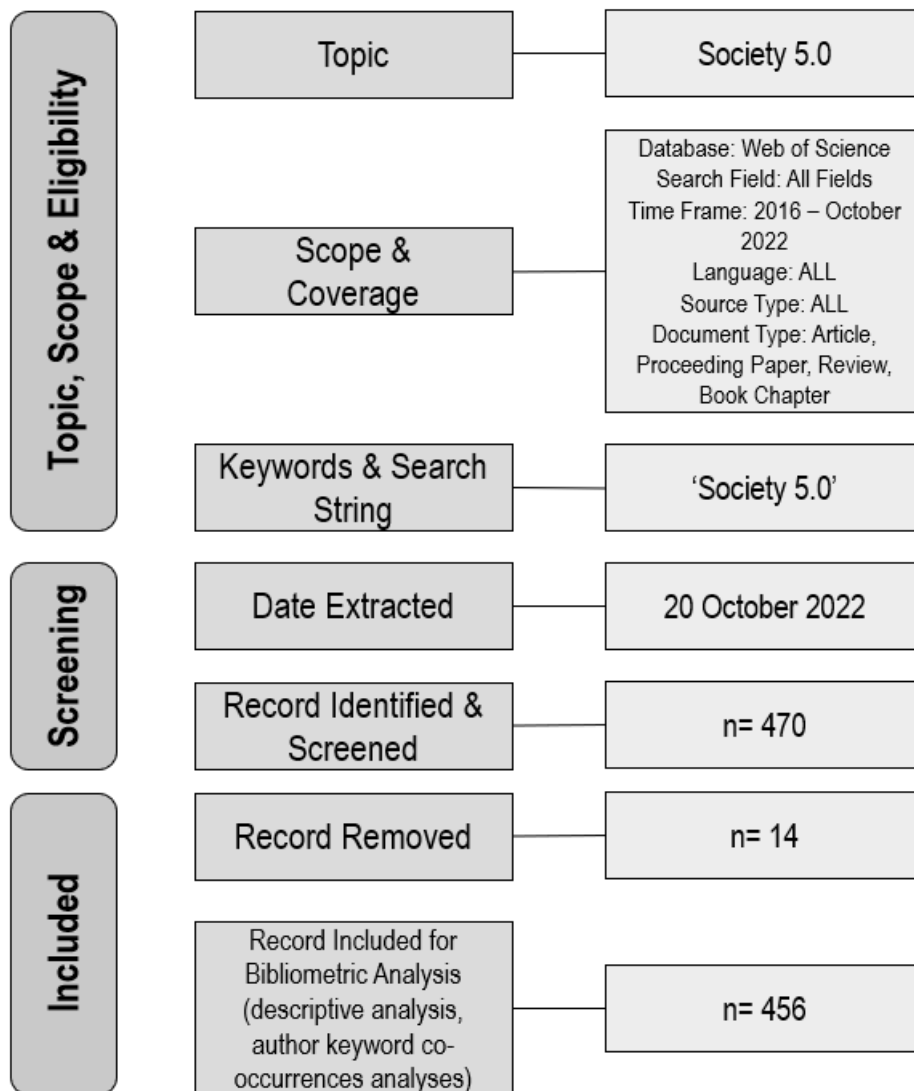 Topic, Scope & Eligibility
Topic
Society 5.0
Scope &
Coverage
Database: Web of Science
Search Field: All Fields
Time Frame: 2016 – October
2022
Language: ALL
Source Type: ALL
Document Type: Article,
Proceeding Paper, Review,
Book Chapter
Keywords & Search
String
‘Society 5.0’
Screening
Date Extracted
20 October 2022
Record Identified &
Screened
n= 470
Included
Record Removed
n= 14
Record Included for
Bibliometric Analysis
(descriptive analysis,
author keyword co-
occurrences analyses)
n= 456